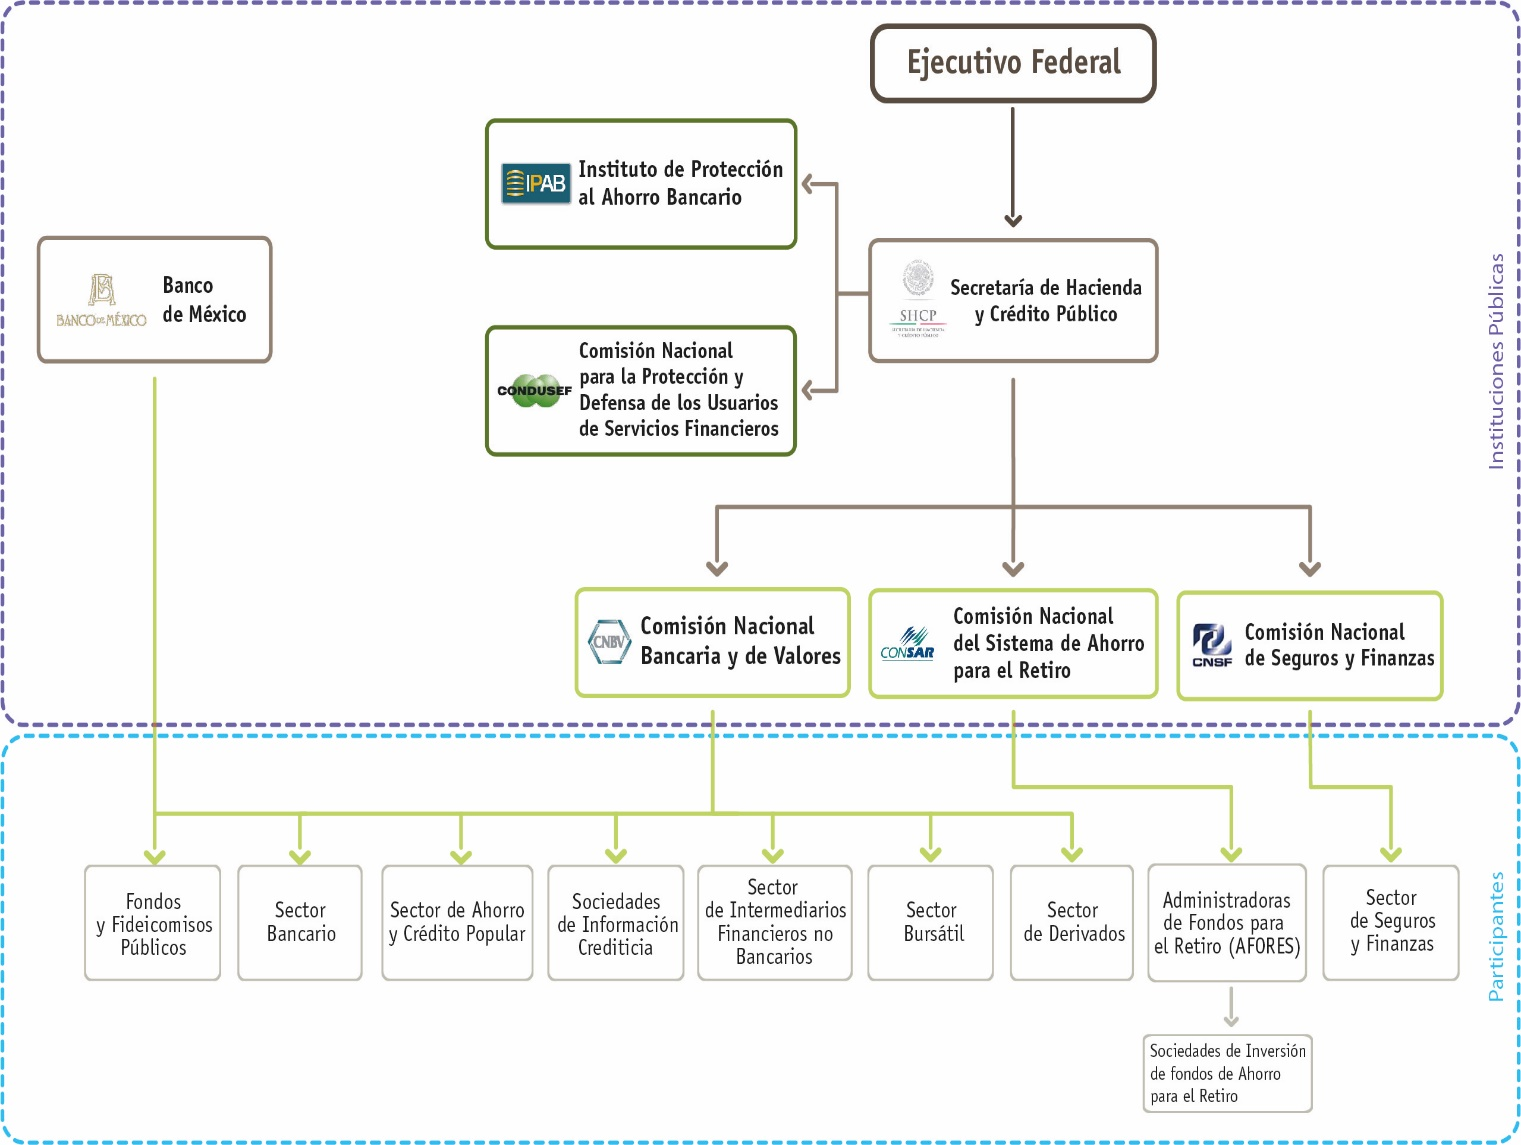 Ejecutivo Federal
IPAB
Instituto de Protección
al Ahorro Bancario
BANCO DE MÉXICO
Banco
de México
SHCP
SECRETARÍA DE HACIENDA
Y CRÉDITO PÚBLICO
Secretaría de Hacienda
y Crédito Público
CONDUSEF
Comisión Nacional
para la Protección y
Defensa de los Usuarios
de Servicios Financieros
Instituciones Públicas
CNBV
Comisión Nacional
Bancaria y de Valores
CONSAR
Comisión Nacional
del Sistema de Ahorro
para el Retiro
CNSF
Comisión Nacional
de Seguros y Finanzas
Fondos
y Fideicomisos
Públicos
Sector
Bancario
Sector de Ahorro
y Crédito Popular
Sociedades
de Información
Crediticia
Sector
de Intermediarios
Financieros no
Bancarios
Sector
Bursátil
Sector
de Derivados
Administradoras
de Fondos para
el Retiro (AFORES)
Sector
de Seguros
y Finanzas
Participantes
Sociedades de Inversión
de fondos de Ahorro
para el Retiro